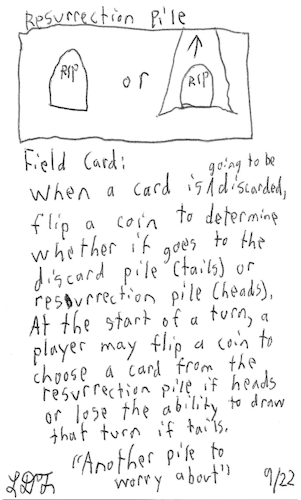 Resurrection Pile
RIP or RIP
Field Card:
When a card is going to be discarded,
flip a coin to determine
whether it goes to the
discard pile (tails) or
resurrection pile (heads).
At the start of a turn, a
player may flip a coin to
choose a card from the
resurrection pile if heads
or lose the ability to draw
that turn if tails.
"Another pile to
worry about"
9/22